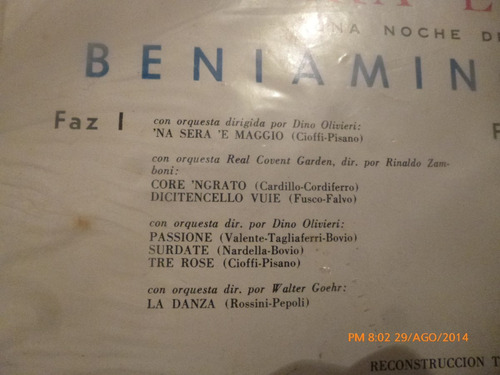 NA NOCHE DE
BENIAMIN
Faz I
con orquesta dirigida por Dino Olivieri:
'NA SERA 'E MAGGIO (Cioffi-Pisano)
con orquesta Real Covent Garden, dir. por Rinaldo Zam-
boni:
CORE 'NGRATO (Cardillo-Cordiferro)
DICITENCELLO VUIE (Fusco-Falvo)
con orquesta dir. por Dino Olivieri:
PASSIONE (Valente-Tagliaferri-Bovio)
SURDATE (Nardella-Bovio)
TRE ROSE (Cioffi-Pisano)
con orquesta dir. por Walter Goehr:
LA DANZA (Rossini-Pepoli)
PM 8:02 29/AGO/2014
RECONSTRUCCION T